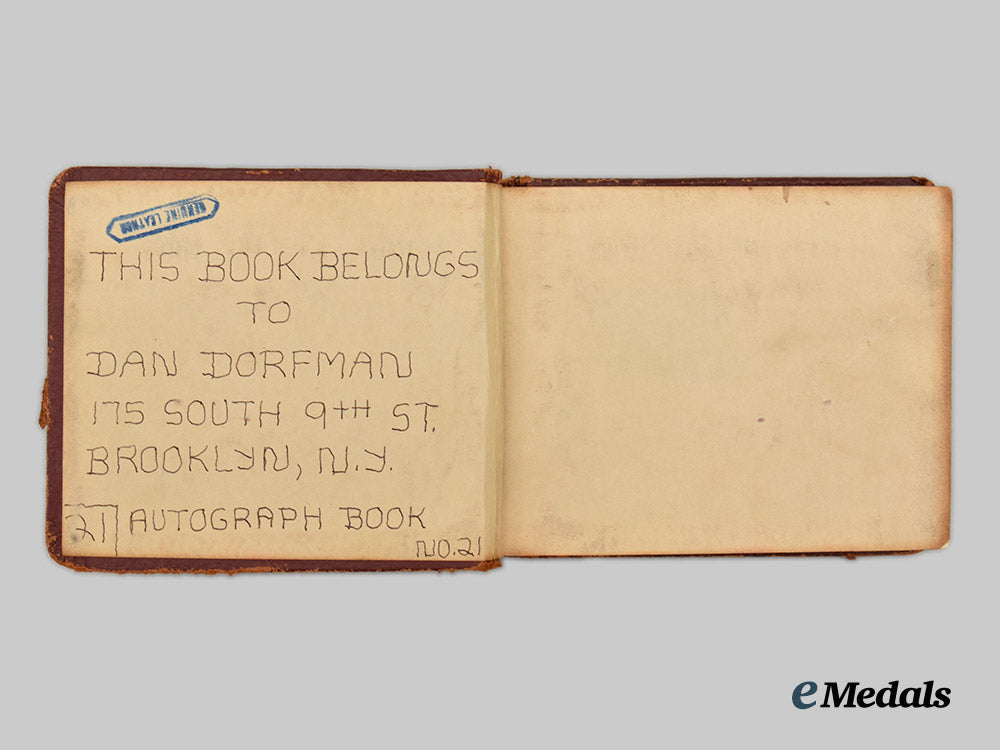 GENUINE LEATHER
THIS BOOK BELONGS
TO
DAN DORFMAN
175 SOUTH 9TH ST.
BROOKLYN, N.Y.
21 AUTOGRAPH BOOK
NO. 21
eMedals